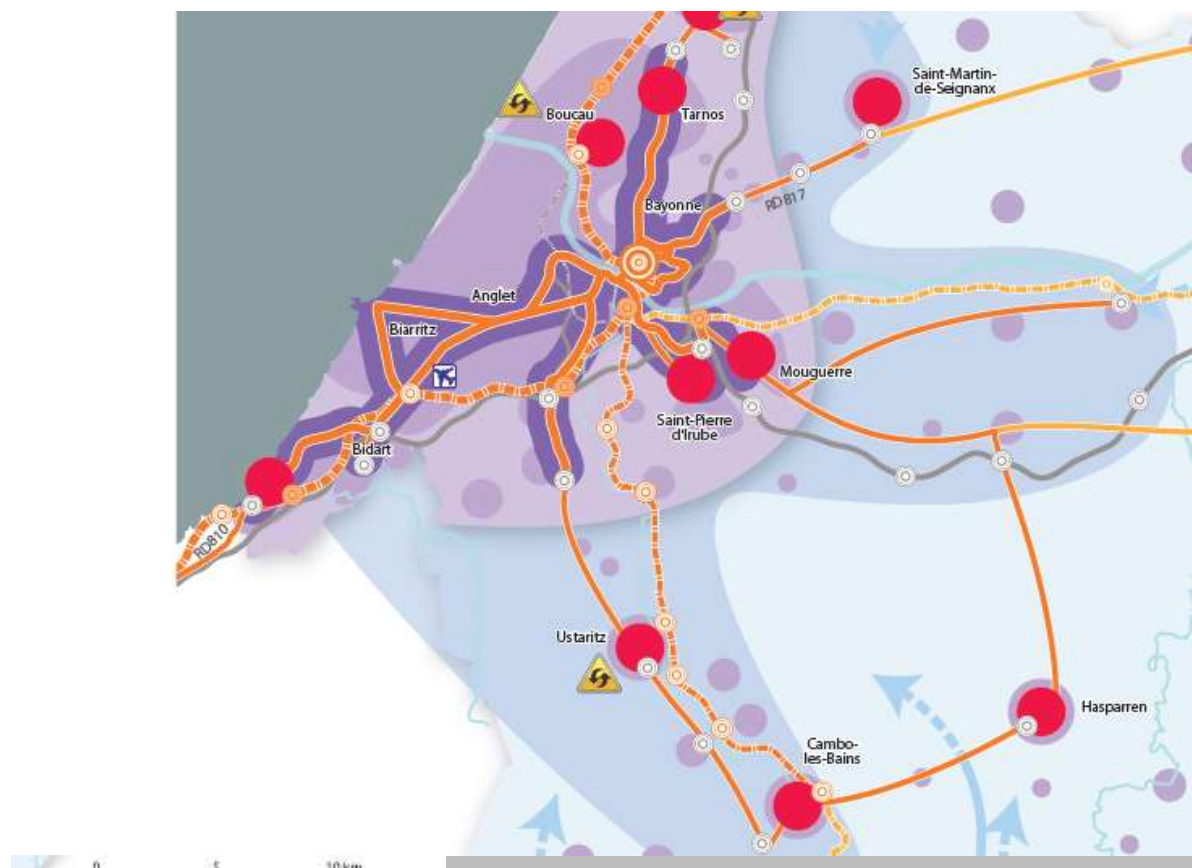 Saint-Martin-
de-Seignanx
Boucau
Tarnos
Bayonne
RD817
Anglet
Biarritz
Mouguerre
Saint-Pierre
d'Irube
Bidart
RD810
Ustaritz
Hasparren
Cambo-
les-Bains
0 5 10 km